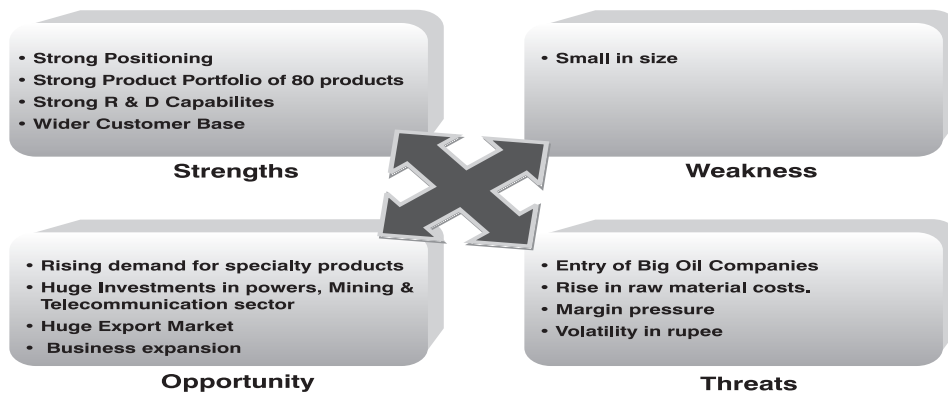 • Strong Positioning
• Strong Product Portfolio of 80 products
• Strong R & D Capabilites
• Wider Customer Base
Strengths
• Small in size
Weakness
• Rising demand for specialty products
• Huge Investments in powers, Mining &
Telecommunication sector
• Huge Export Market
• Business expansion
Opportunity
• Entry of Big Oil Companies
• Rise in raw material costs.
• Margin pressure
• Volatility in rupee
Threats